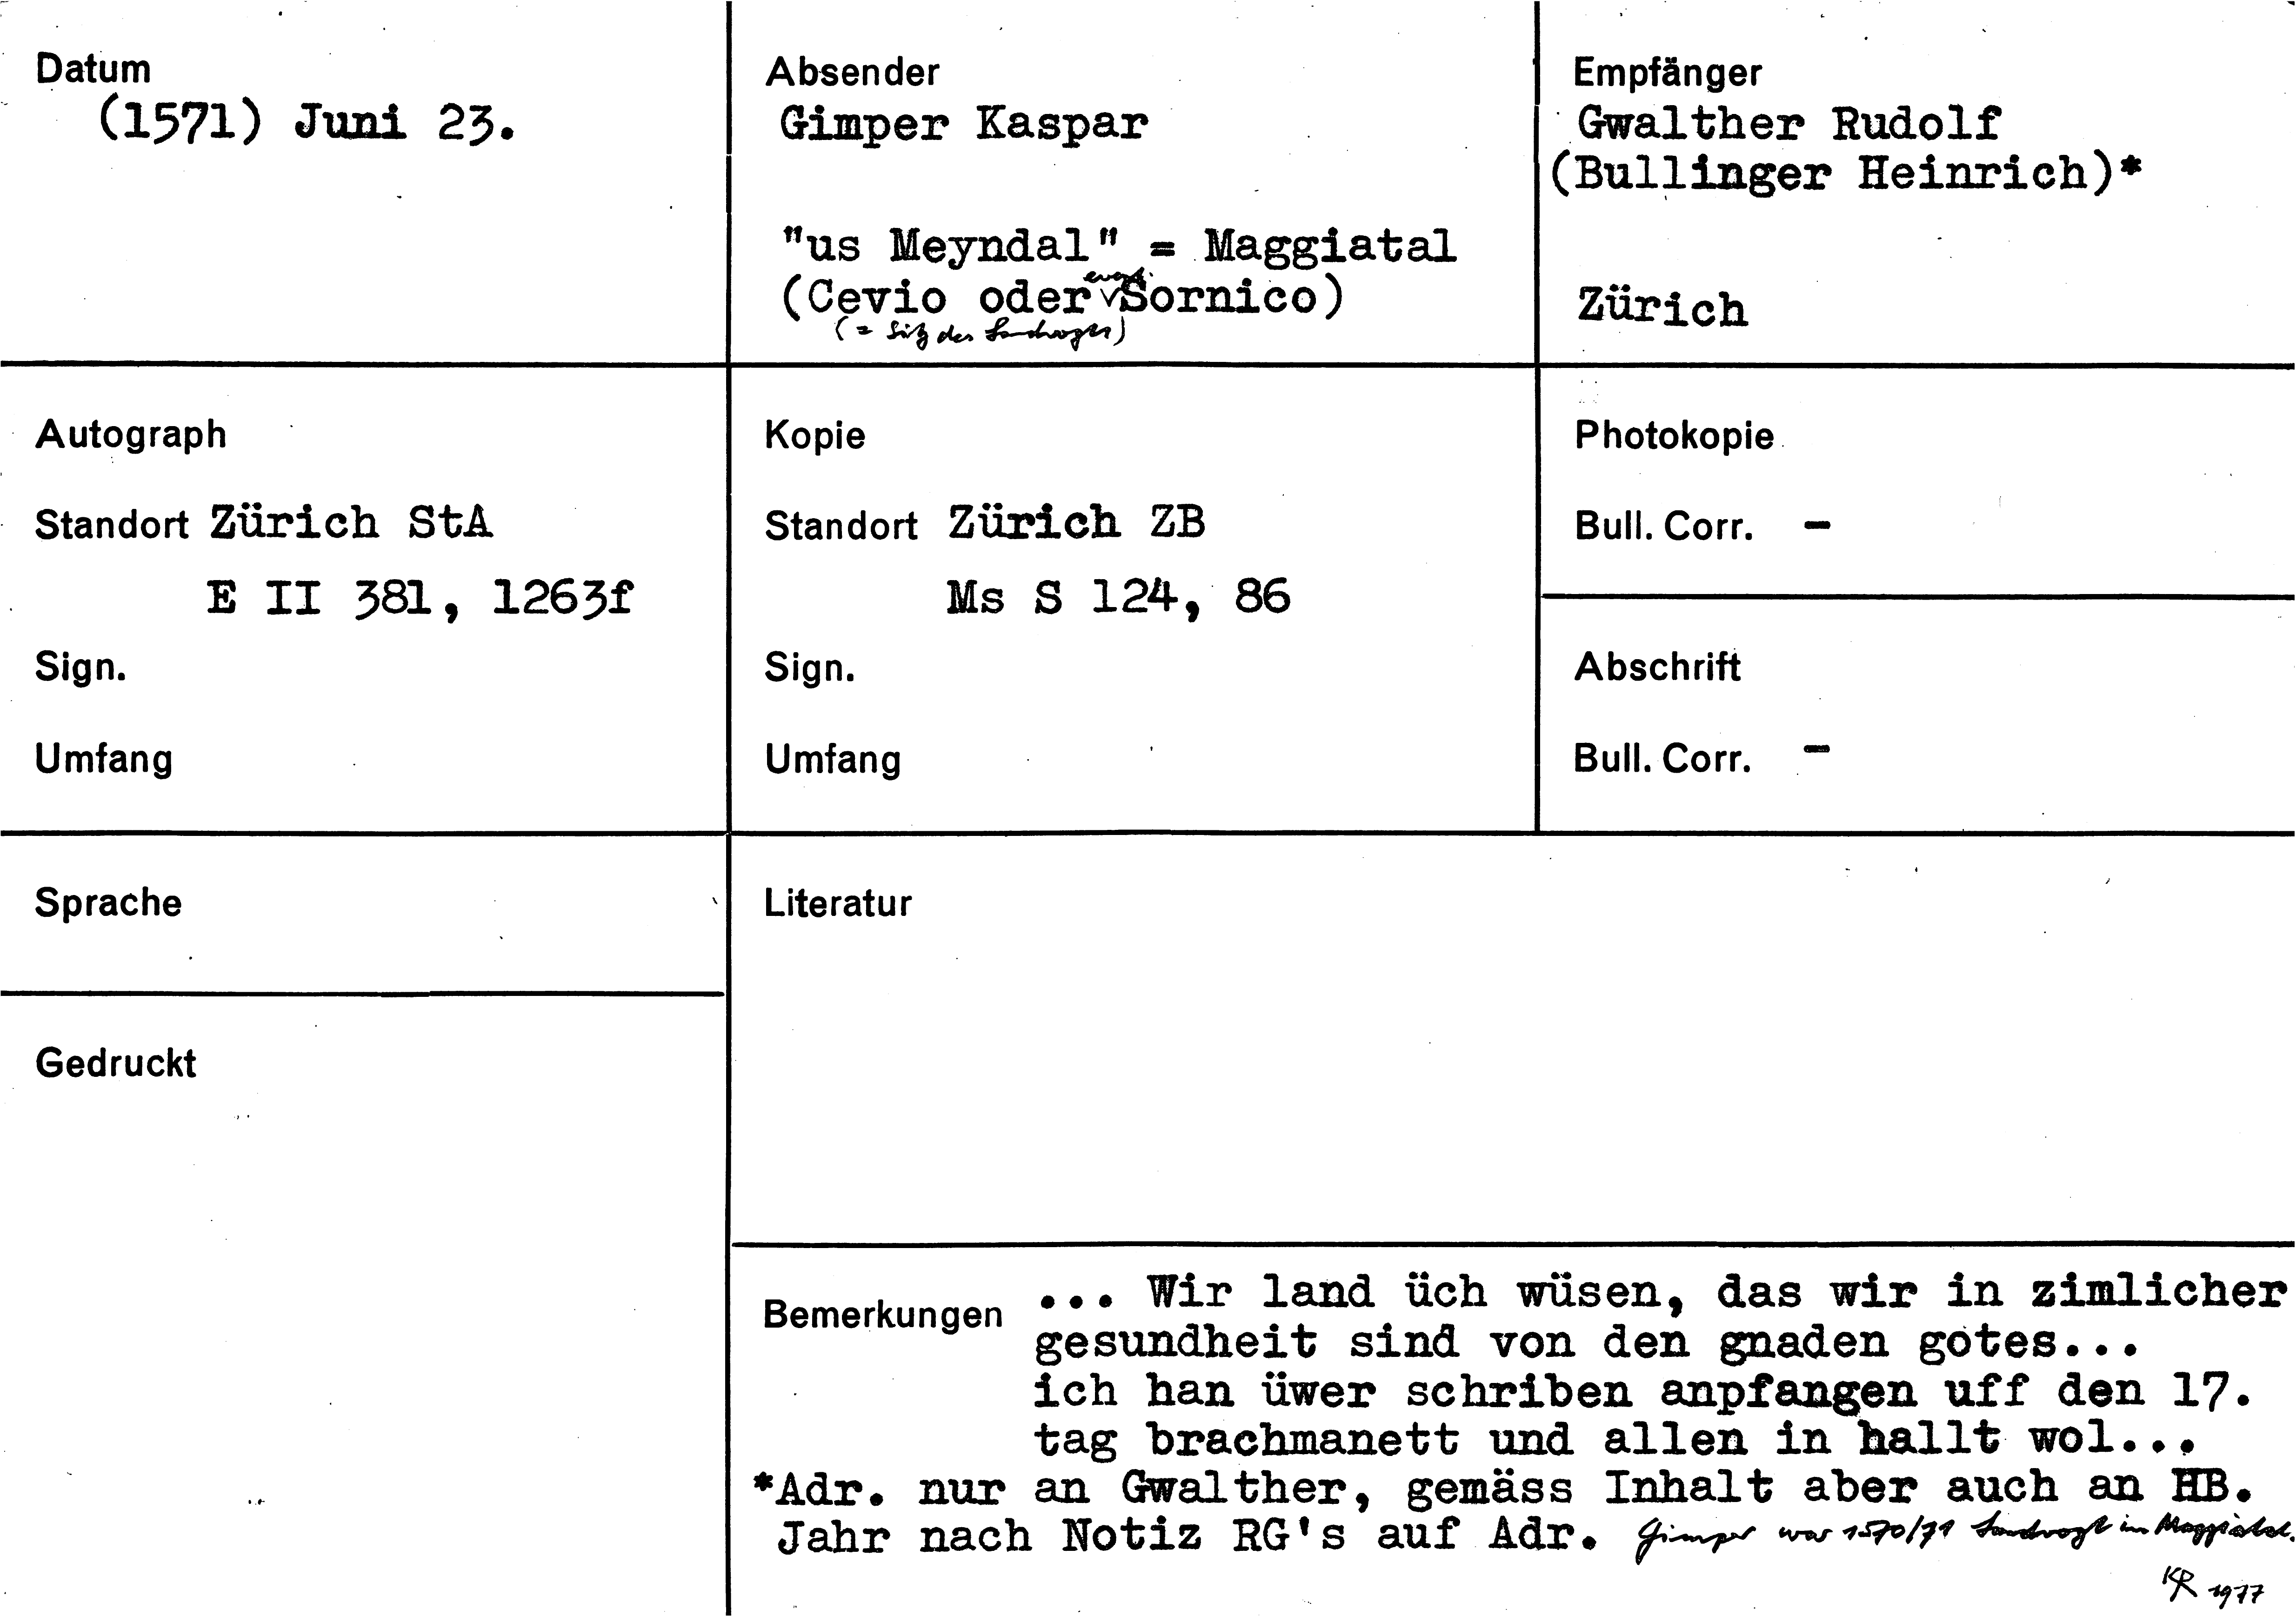 Datum
(1571) Juni 23.
Absender
Gimper Kaspar
"us Meyndal" = Maggiatal
(Cevio oder event. Sornico)
(= Sitz des Landvogts)
Empfänger
Gwalther Rudolf
(Bullinger Heinrich)*
Zürich
Autograph
Standort Zürich StA
E II 381, 1263f
Sign.
Umfang
Kopie
Standort Zürich ZB
Ms S 124, 86
Sign.
Umfang
Photokopie
Bull. Corr. -
Abschrift
Bull. Corr. -
Sprache
Gedruckt
Literatur
Bemerkungen ... Wir land üch wüsen, das wir in zimlicher
gesundheit sind von den gnaden gotes...
ich han üwer schriben anpfangen uff den 17.
tag brachmanett und allen in hallt wol...
*Adr. nur an Gwalther, gemäss Inhalt aber auch an HB.
Jahr nach Notiz RG's auf Adr. Gimper war 1570/71 Landvogt im Maggiatal.
KR 1977